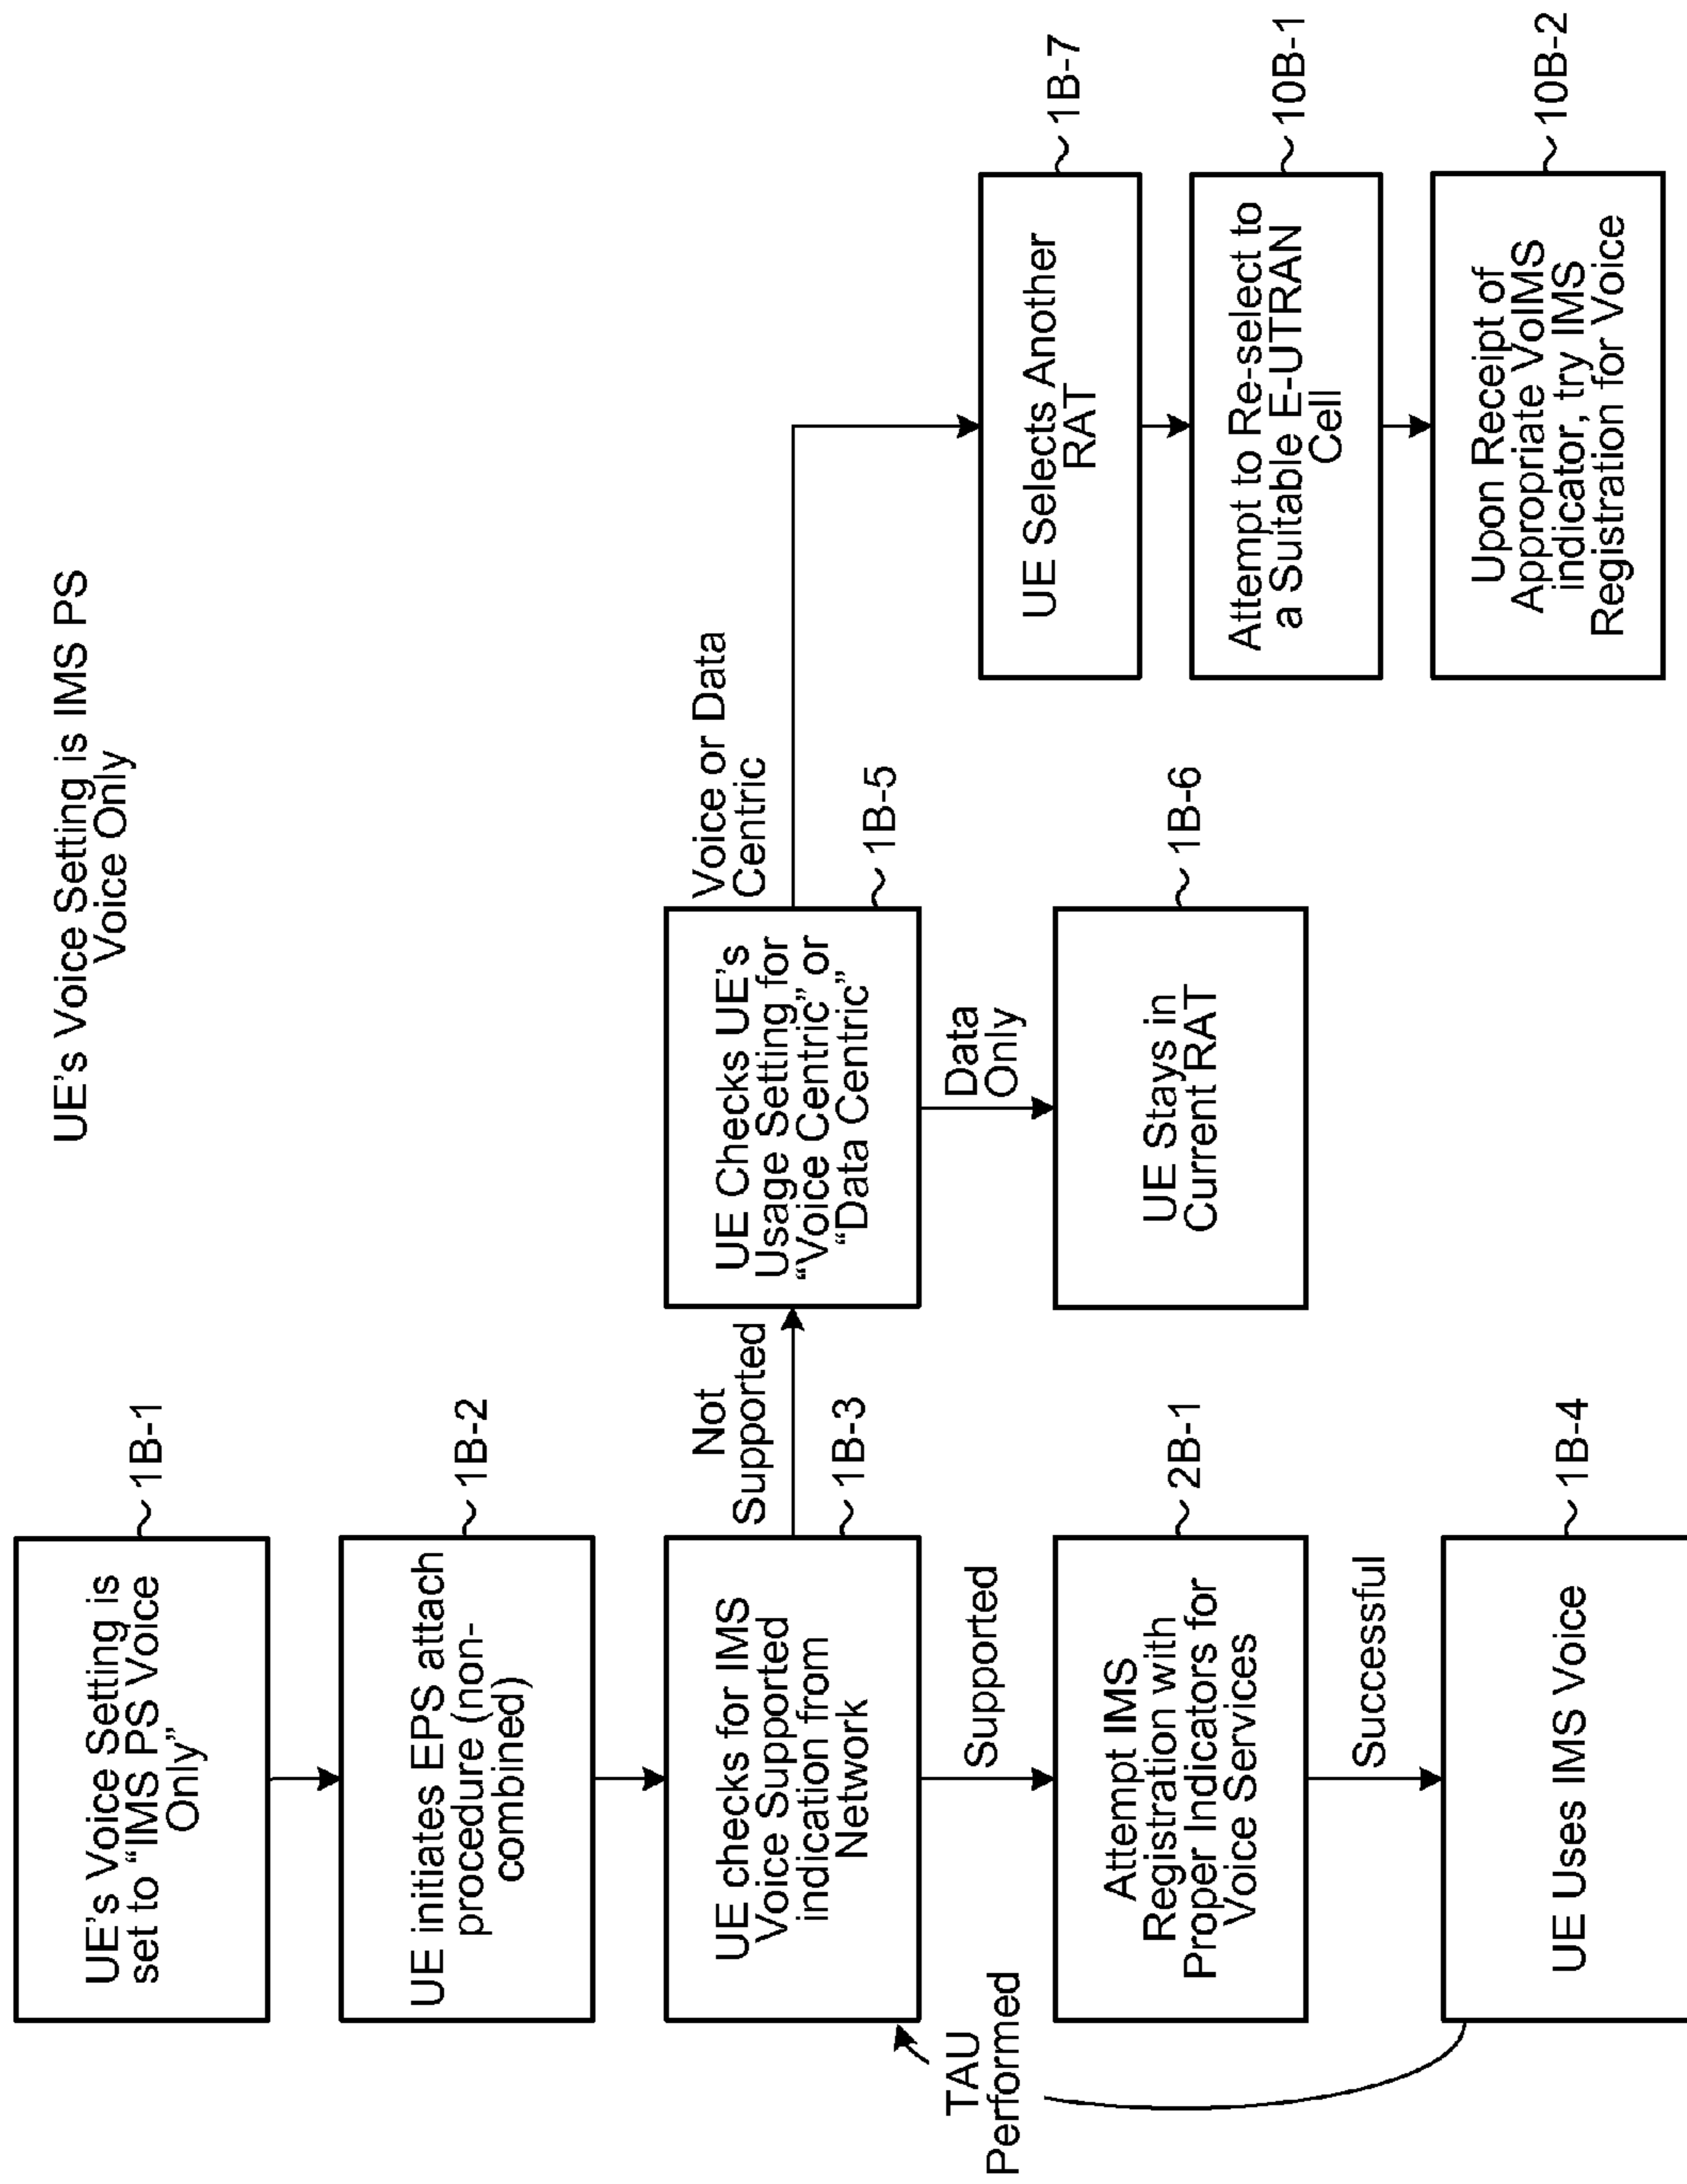 UE's Voice Setting is IMS PS
Voice Only
UE's Voice Setting is
set to “IMS PS Voice
Only”
1B-1
UE initiates EPS attach
procedure (non-
combined)
1B-2
UE checks for IMS
Voice Supported
indication from
Network
1B-3
Not
Supported
UE Checks UE's
Usage Setting for
“Voice Centric” or
“Data Centric”
1B-5
Voice or Data
Centric
Supported
Data
Only
TAU
Performed
Attempt IMS
Registration with
Proper Indicators for
Voice Services
2B-1
UE Stays in
Current RAT
1B-6
UE Selects Another
RAT
1B-7
Attempt to Re-select to
a Suitable E-UTRAN
Cell
10B-1
Upon Receipt of
Appropriate VoIMS
indicator, try IMS
Registration for Voice
10B-2
Successful
UE Uses IMS Voice
1B-4